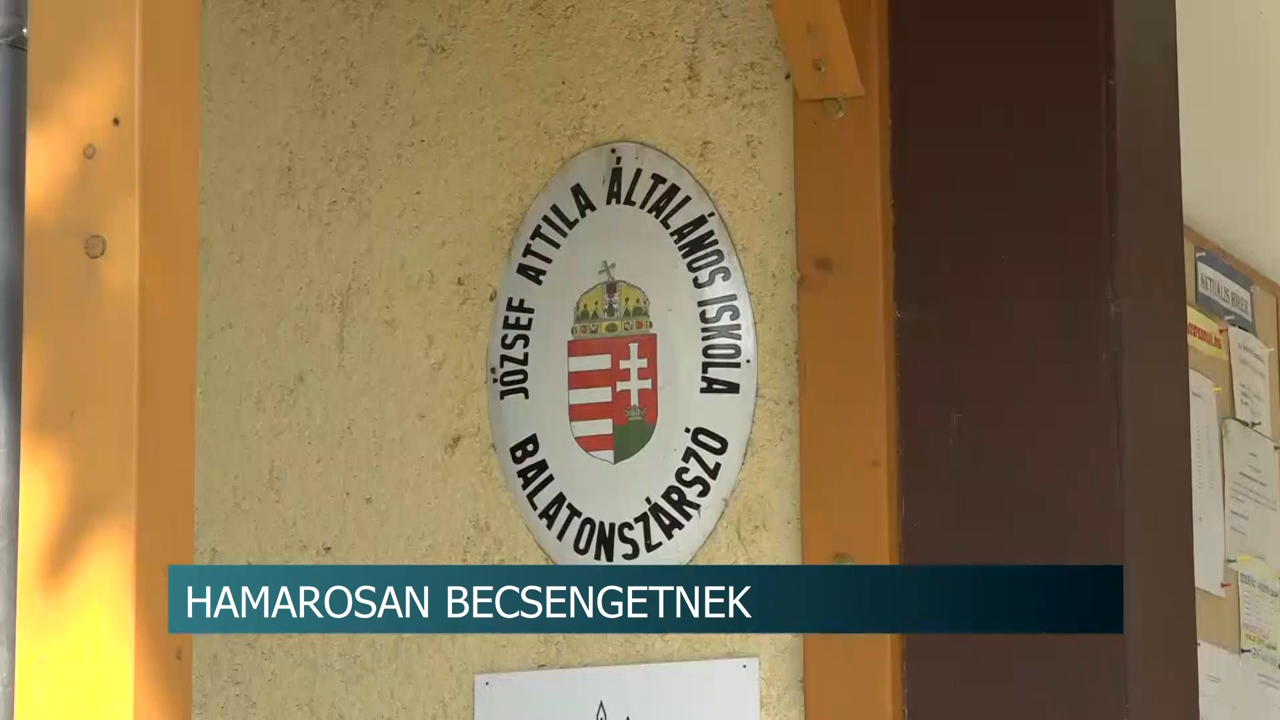 JÓZSEF ATTILA ÁLTALÁNOS ISKOLA
BALATONSZÁRSZÓ
AKTUÁLIS HÍREK
HAMAROSAN BECSENGETNEK